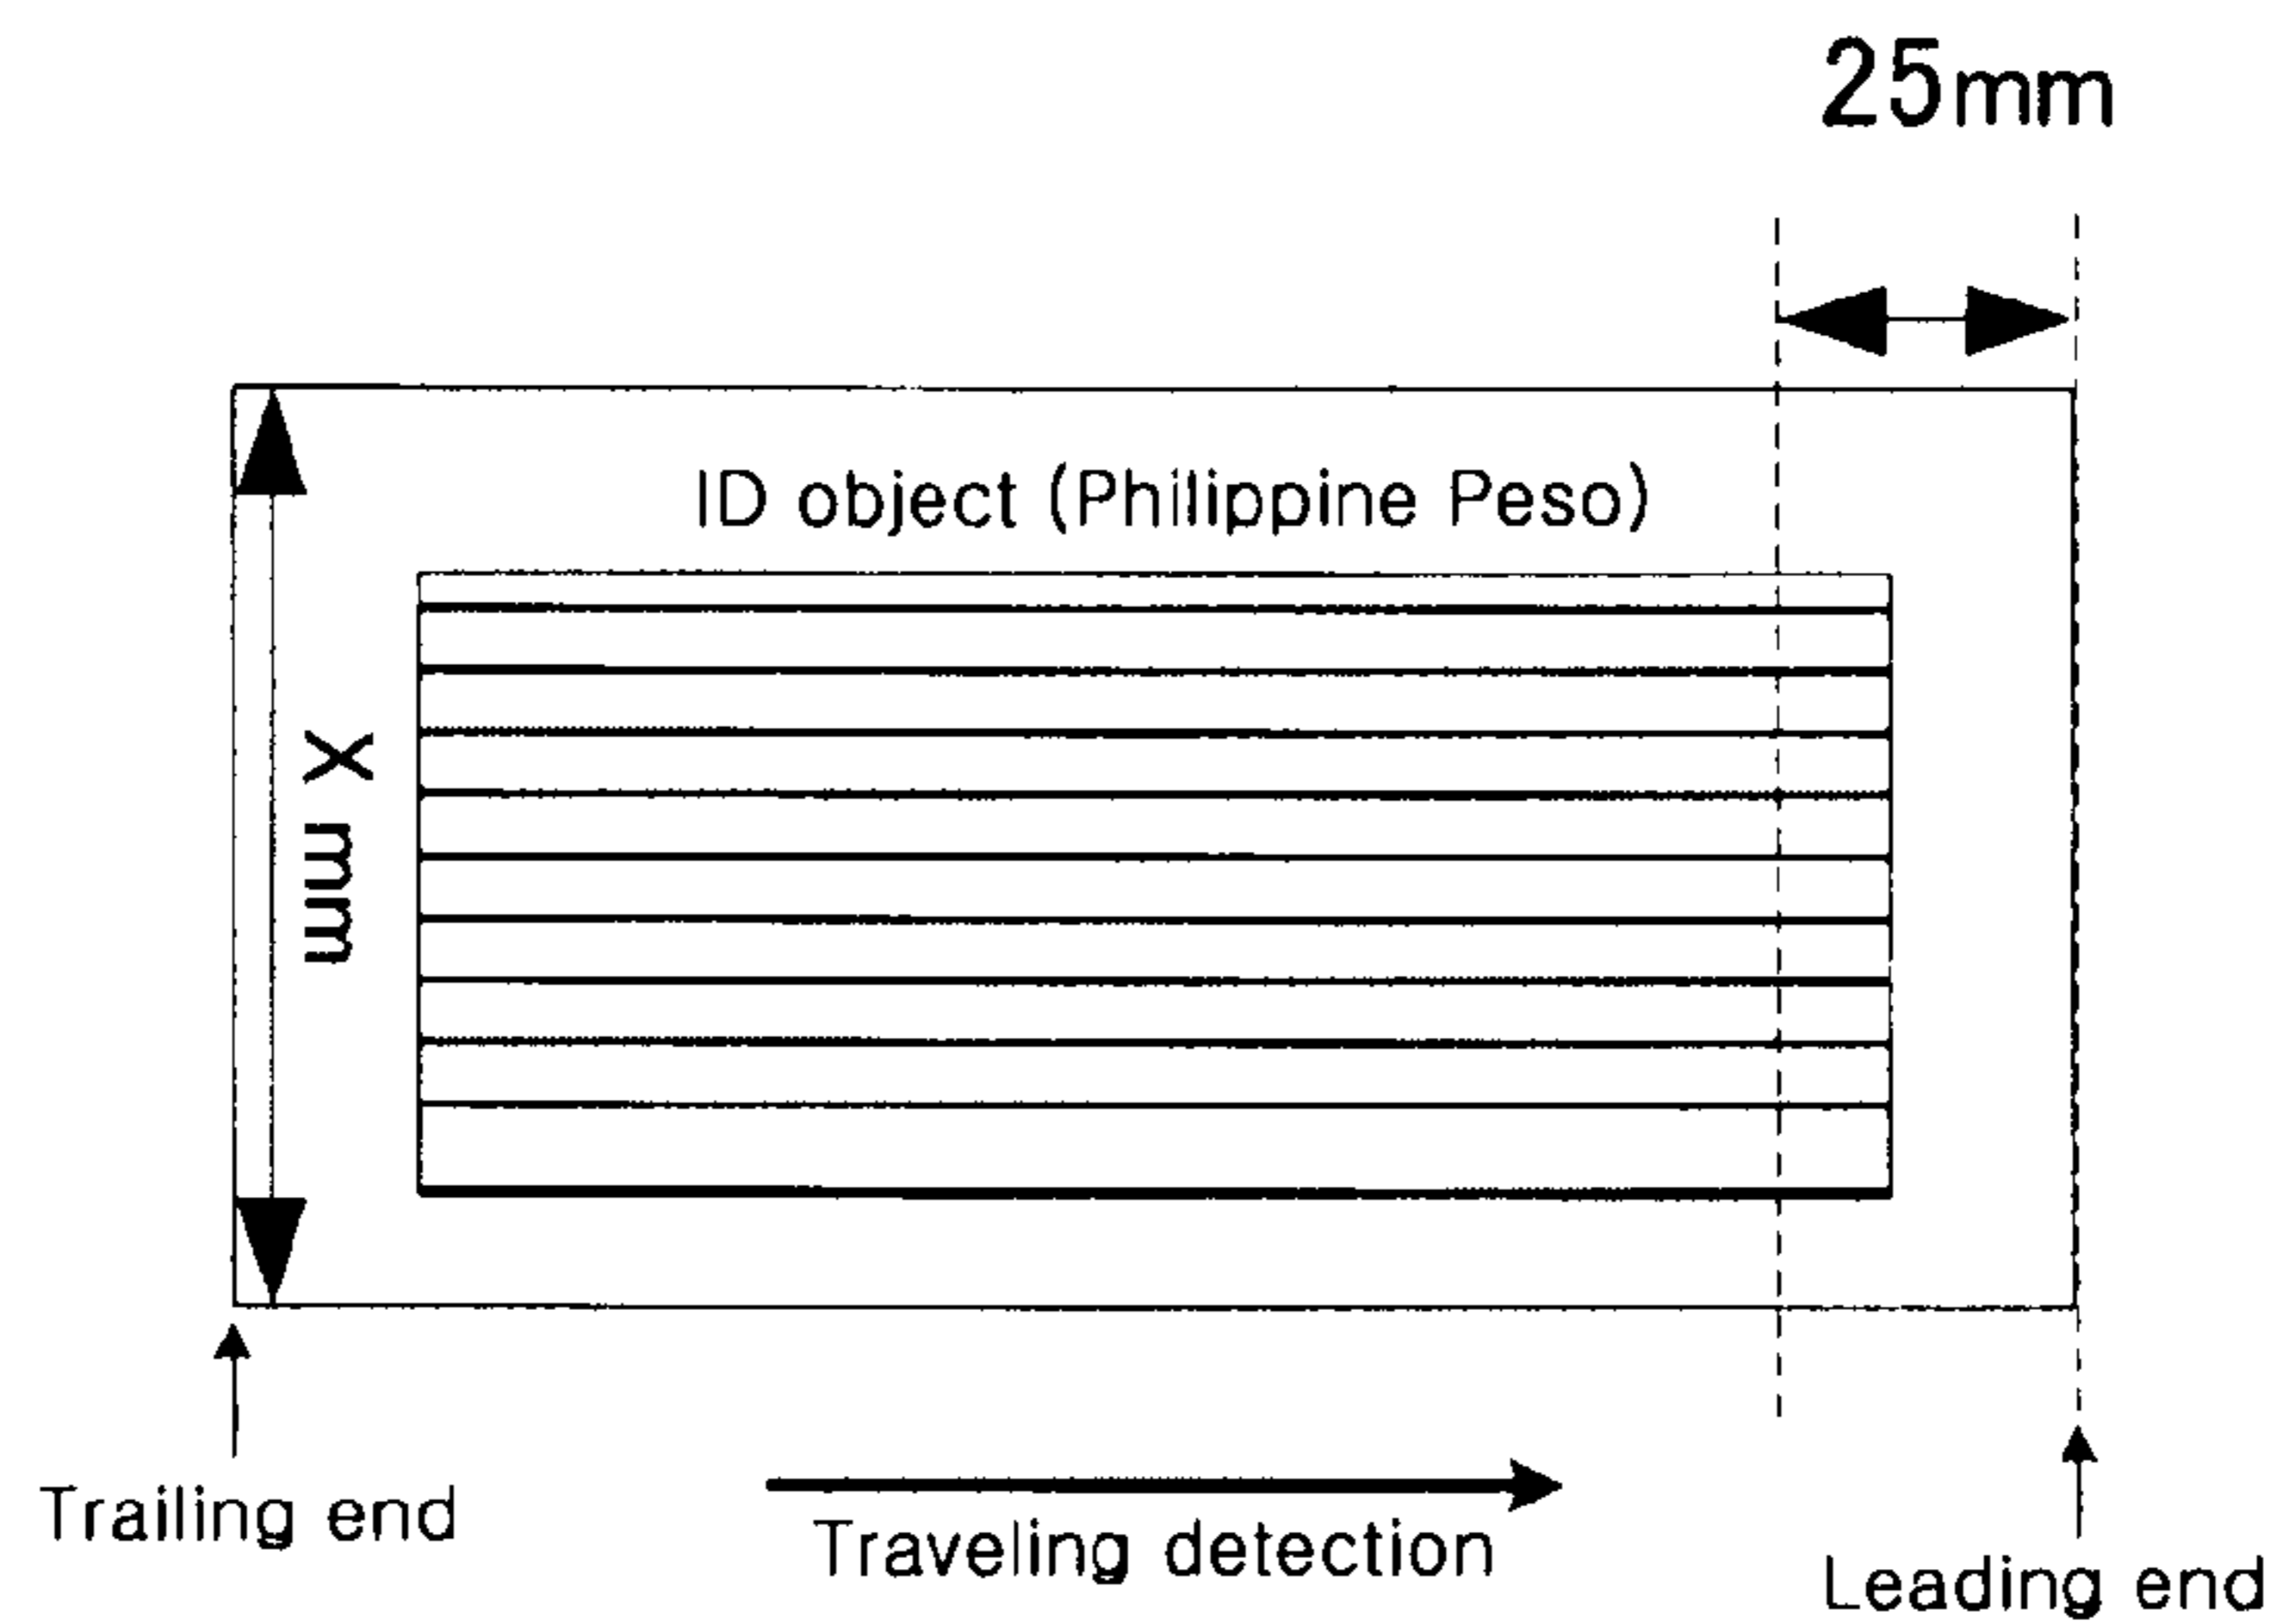 25mm
ID object (Philippine Peso)
X mm
Trailing end
Traveling detection
Leading end